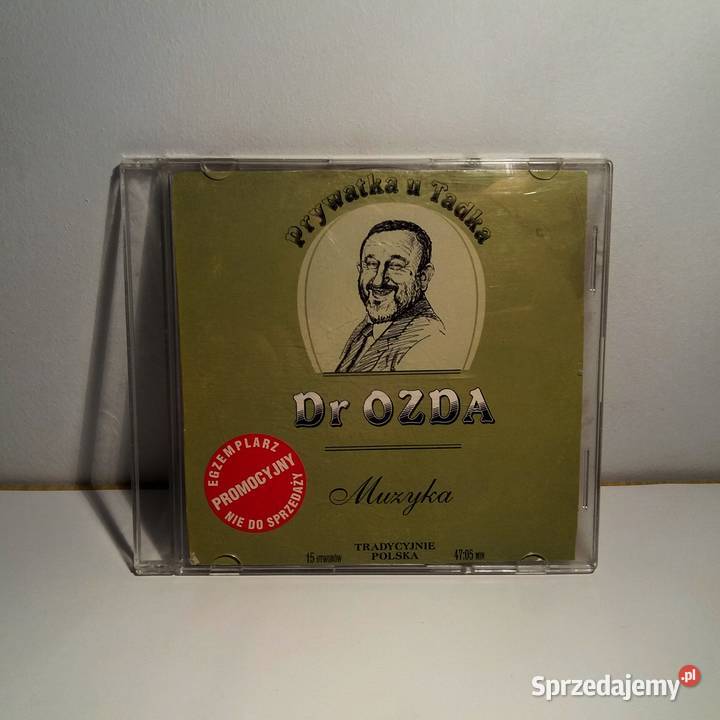 Prywatka u Tadka
Dr OZDA
EGZEMPLARZ
PROMOCYJNY
NIE DO SPRZEDAŻY
Muzyka
TRADYCYJNIE
POLSKA
15 UTWORÓW
47:05 MIN
Sprzedajemy.pl